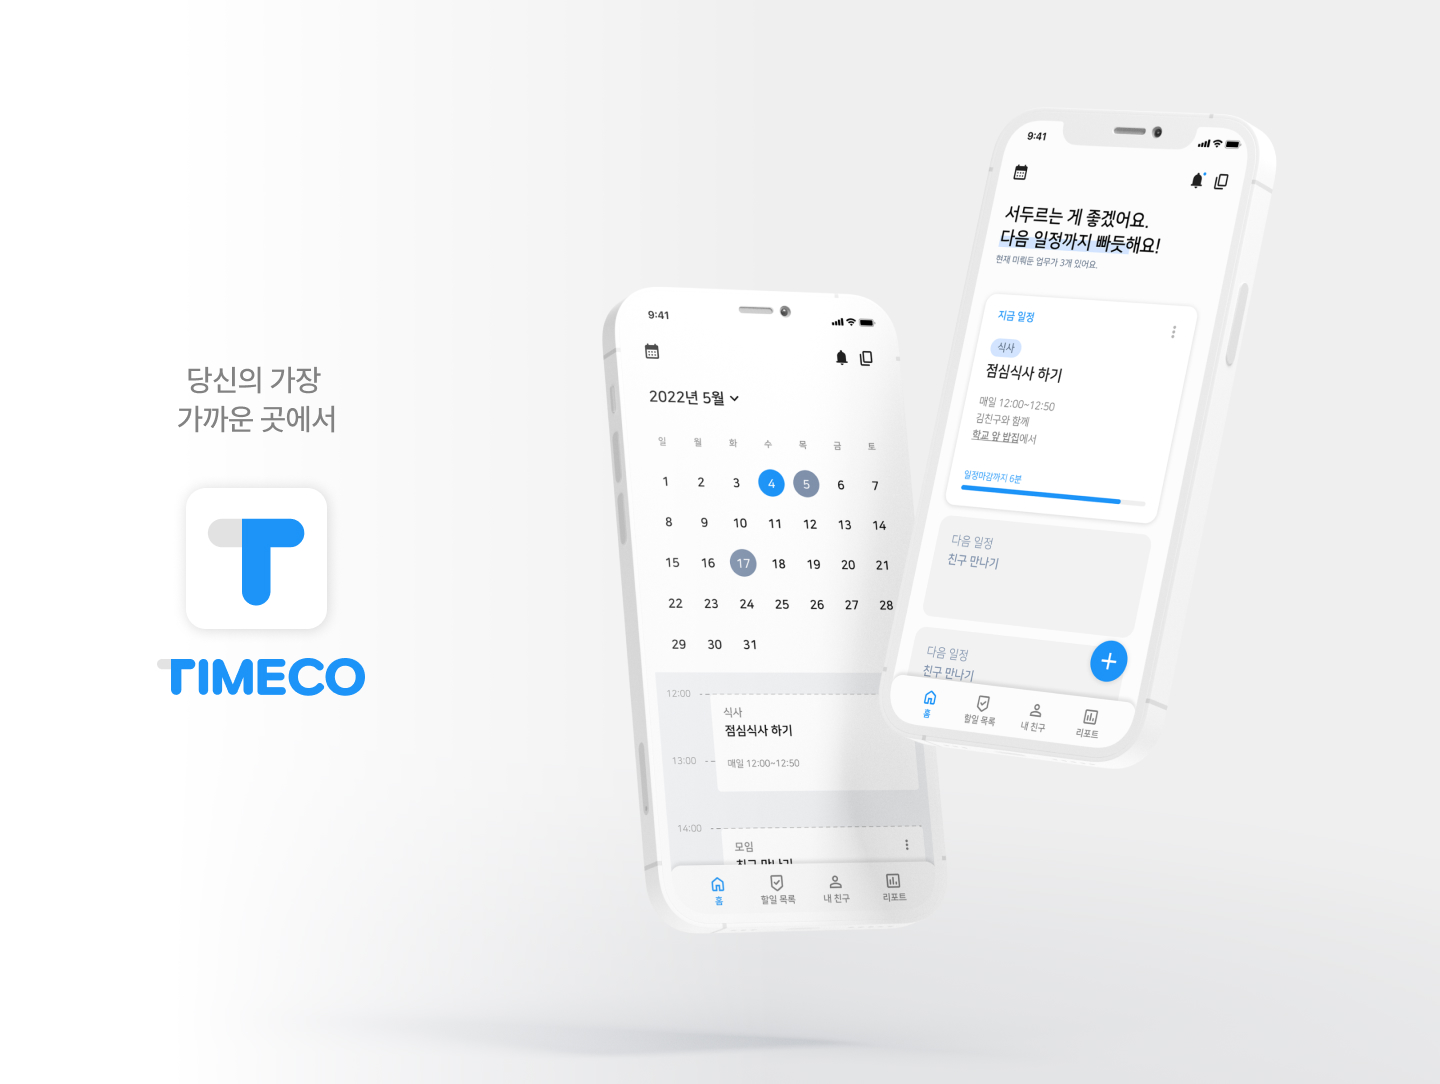 당신의 가장
가까운 곳에서
TIMECO
9:41
2022년 5월
일 월 화 수 목 금 토
1 2 3 4 5 6 7
8 9 10 11 12 13 14
15 16 17 18 19 20 21
22 23 24 25 26 27 28
29 30 31
12:00
식사
점심식사 하기
13:00
매일 12:00~12:50
14:00
모임
친구 만나기
홈 할일 목록 내 친구 리포트
9:41
서두르는 게 좋겠어요.
다음 일정까지 빠듯해요!
현재 미뤄둔 업무가 3개 있어요.
지금 일정
식사
점심식사 하기
매일 12:00~12:50
김친구와 함께
학교 앞 밥집에서
일정마감까지 6분
다음 일정
친구 만나기
다음 일정
친구 만나기
홈 할일 목록 내 친구 리포트